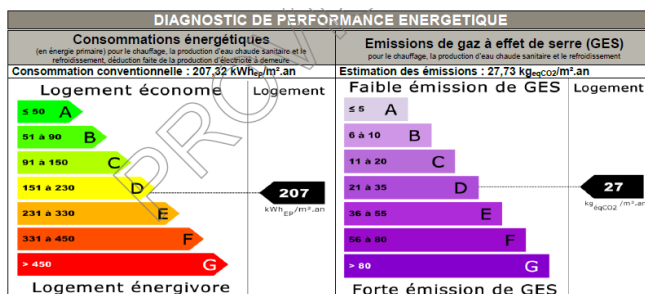 DIAGNOSTIC DE PERFORMANCE ENERGETIQUE
Consommations énergétiques
(en énergie primaire) pour le chauffage, la production d'eau chaude sanitaire et le
refroidissement, déduction faite de la production d'électricité à demeure
Consommation conventionnelle : 207,32 kWhep/m².an
Logement économe
Logement
≤ 50 A
51 à 90 B
91 à 150 C
151 à 230 D
207
231 à 330 E
kWhEP/m².an
331 à 450 F
> 450 G
Logement énergivore
Emissions de gaz à effet de serre (GES)
pour le chauffage, la production d'eau chaude sanitaire et le refroidissement
Estimation des émissions : 27,73 kgeqCO2/m².an
Faible émission de GES
Logement
≤ 5 A
6 à 10 B
11 à 20 C
21 à 35 D
27
36 à 55 E
kgéqCO2/m².an
56 à 80 F
> 80 G
Forte émission de GES